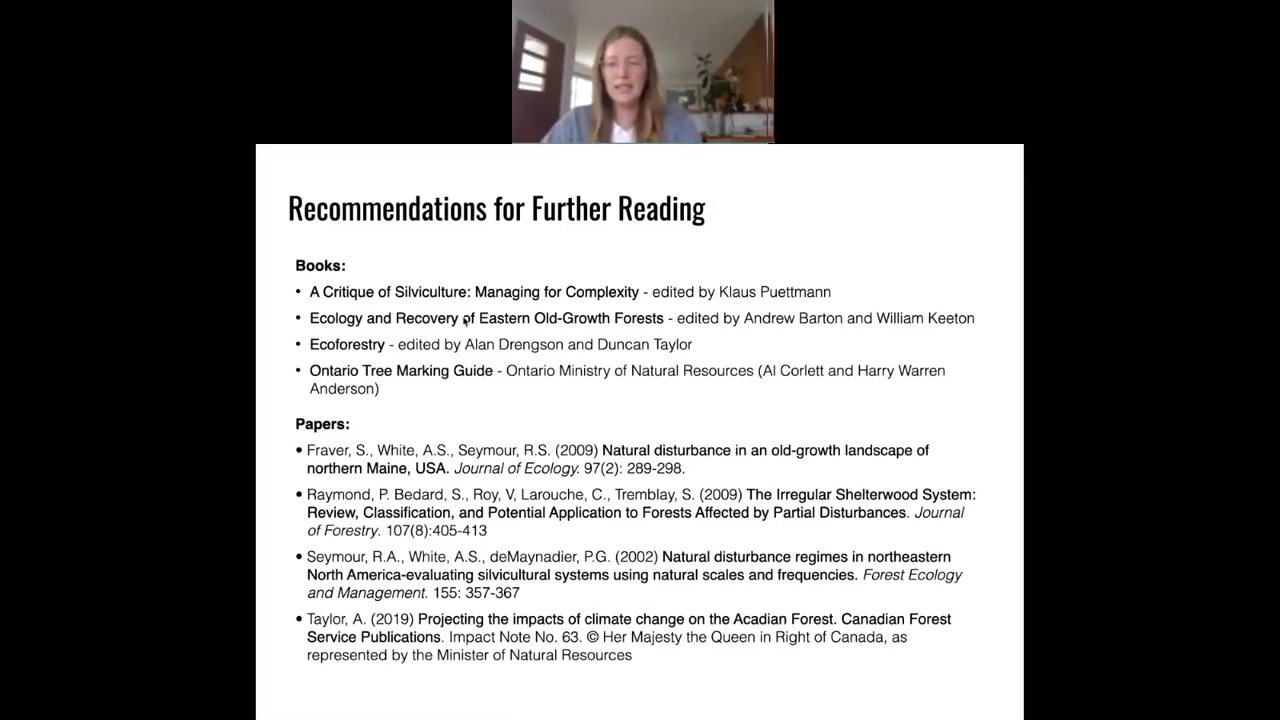 Recommendations for Further Reading
Books:
• A Critique of Silviculture: Managing for Complexity - edited by Klaus Puettmann
• Ecology and Recovery of Eastern Old-Growth Forests - edited by Andrew Barton and William Keeton
• Ecoforestry - edited by Alan Drengson and Duncan Taylor
• Ontario Tree Marking Guide - Ontario Ministry of Natural Resources (Al Corlett and Harry Warren
Anderson)
Papers:
• Fraver, S., White, A.S., Seymour, R.S. (2009) Natural disturbance in an old-growth landscape of
northern Maine, USA. Journal of Ecology. 97(2): 289-298.
• Raymond, P. Bedard, S., Roy, V, Larouche, C., Tremblay, S. (2009) The Irregular Shelterwood System:
Review, Classification, and Potential Application to Forests Affected by Partial Disturbances. Journal
of Forestry. 107(8):405-413
• Seymour, R.A., White, A.S., deMaynadier, P.G. (2002) Natural disturbance regimes in northeastern
North America-evaluating silvicultural systems using natural scales and frequencies. Forest Ecology
and Management. 155: 357-367
• Taylor, A. (2019) Projecting the impacts of climate change on the Acadian Forest. Canadian Forest
Service Publications. Impact Note No. 63. © Her Majesty the Queen in Right of Canada, as
represented by the Minister of Natural Resources